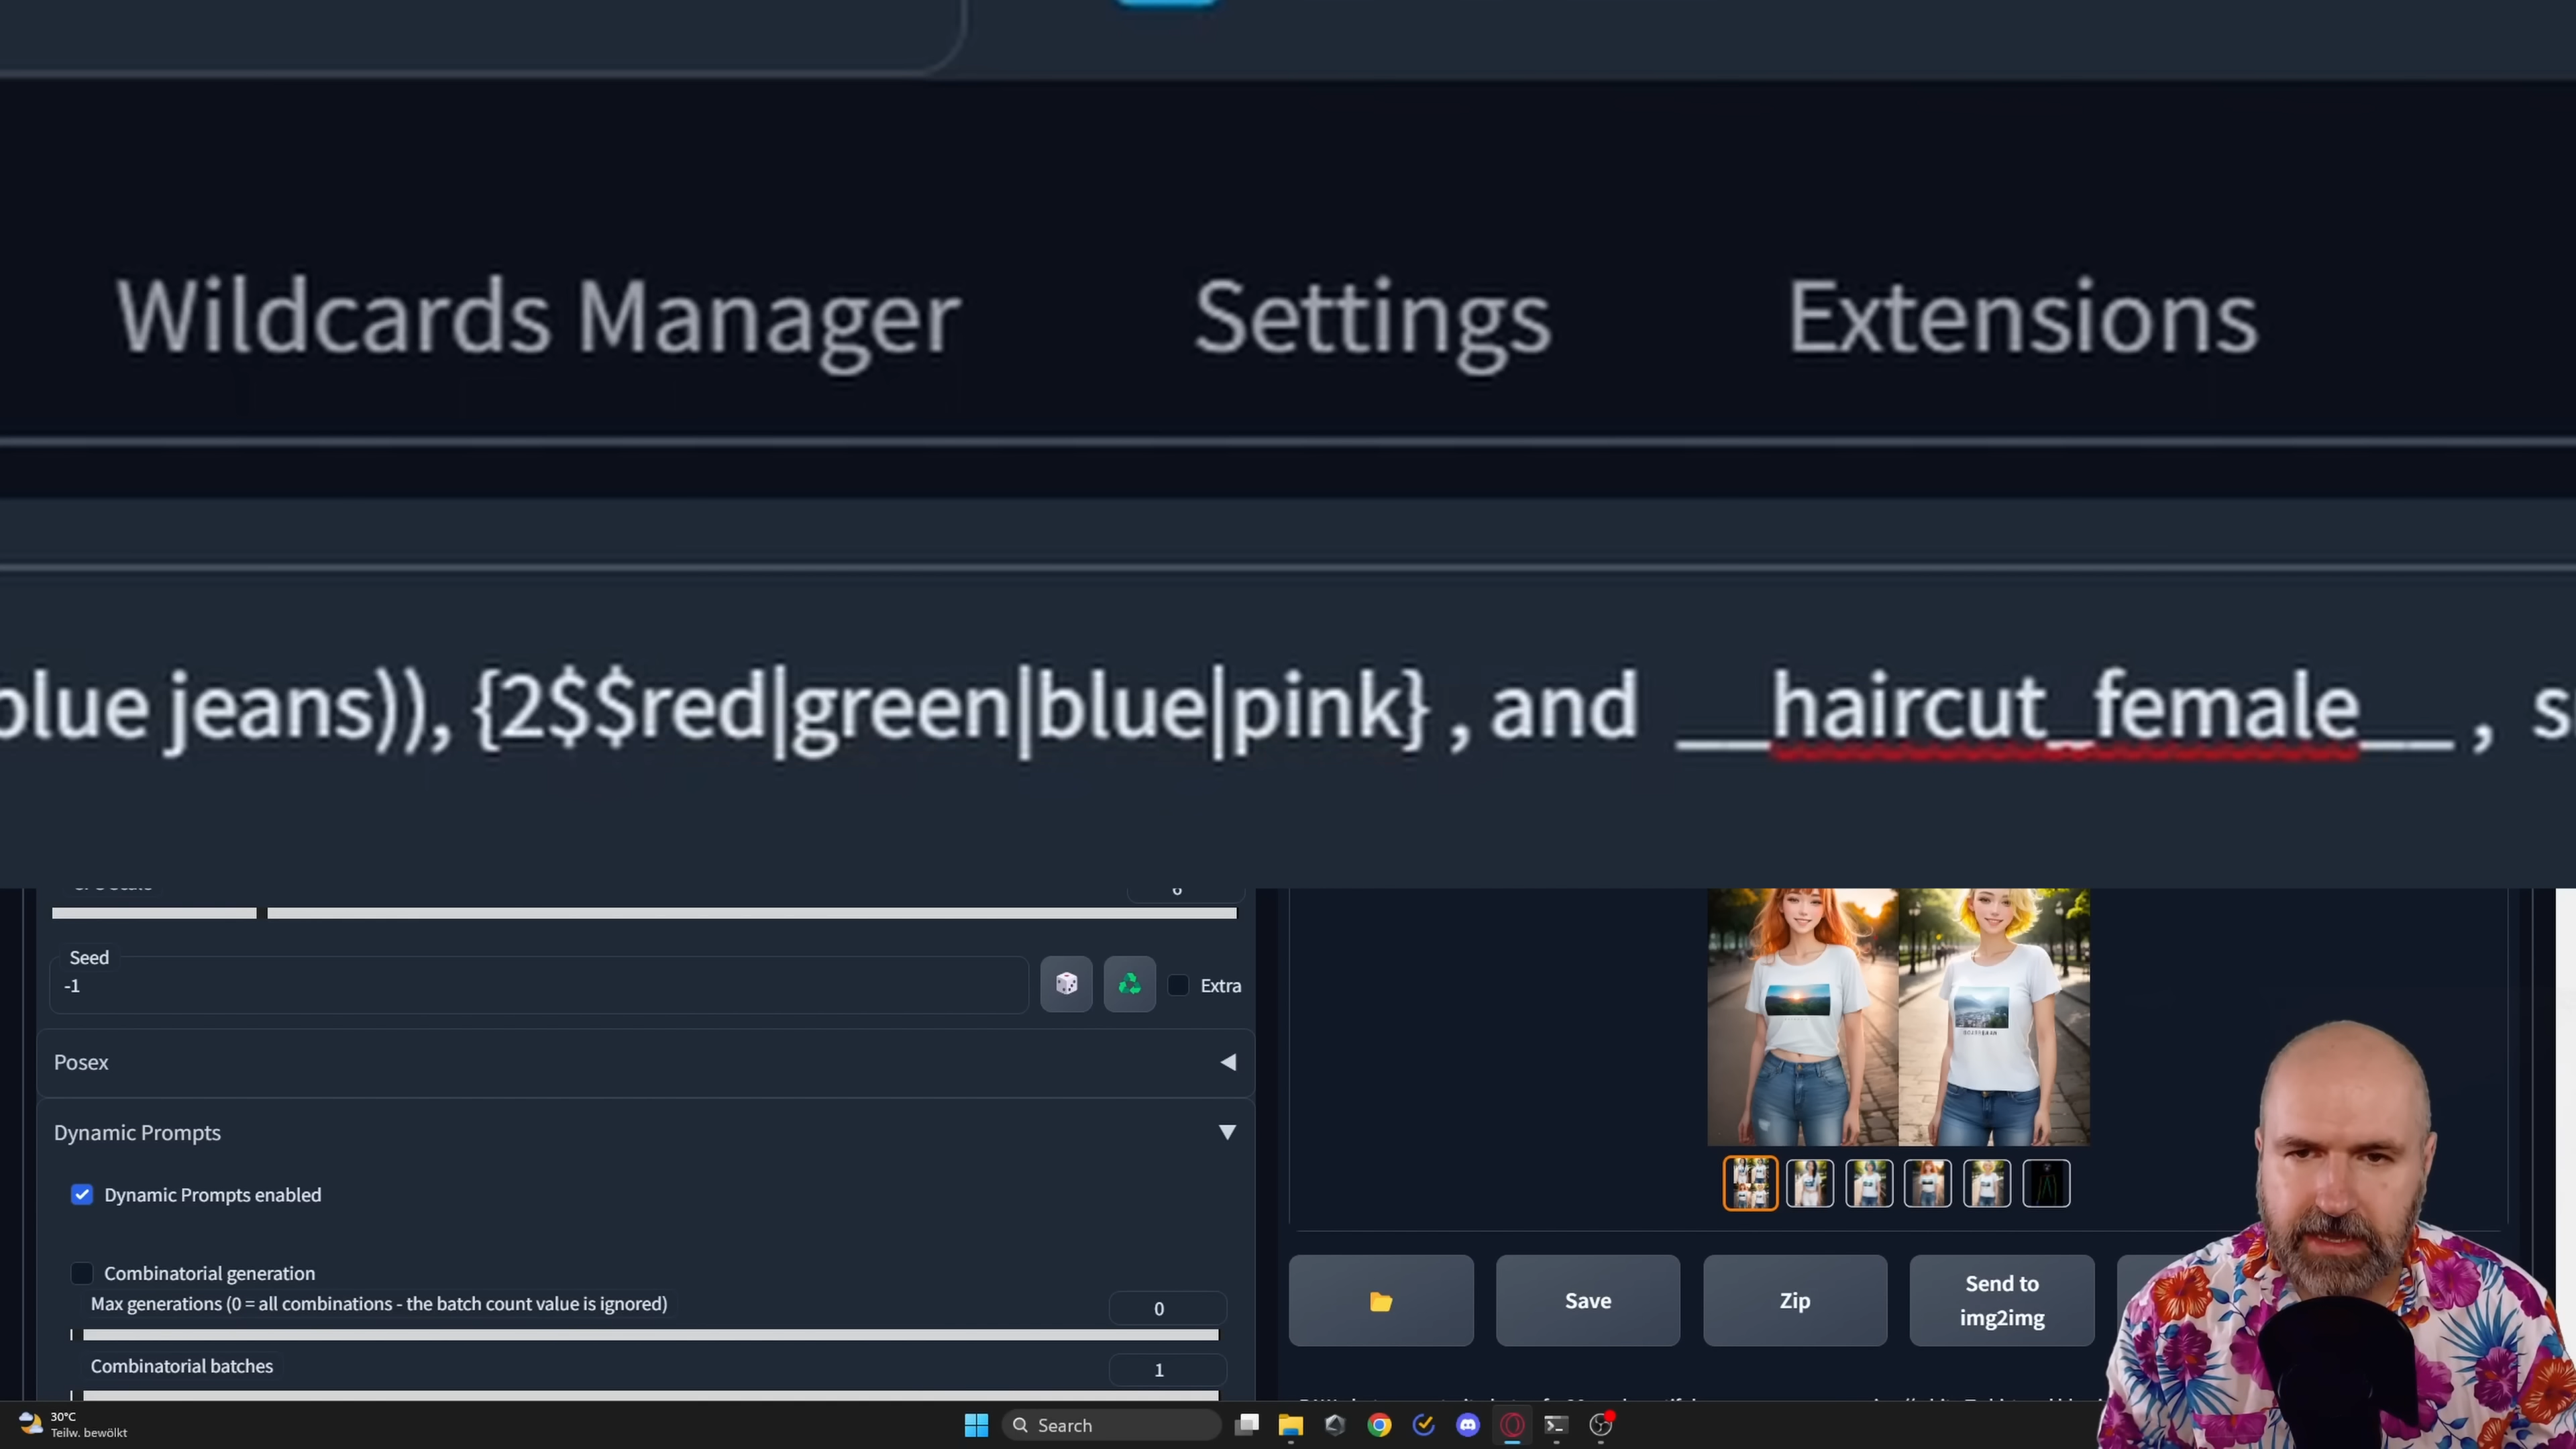 Wildcards Manager Settings Extensions
blue jeans)), {2$$red|green|blue|pink} , and __haircut_female__ ,
6
Seed
-1
Extra
Posex
Dynamic Prompts
Dynamic Prompts enabled
Combinatorial generation
Max generations (0 = all combinations - the batch count value is ignored)
0
Combinatorial batches
1
Save
Zip
Send to
img2img
30°C
Teilw. bewölkt
Search